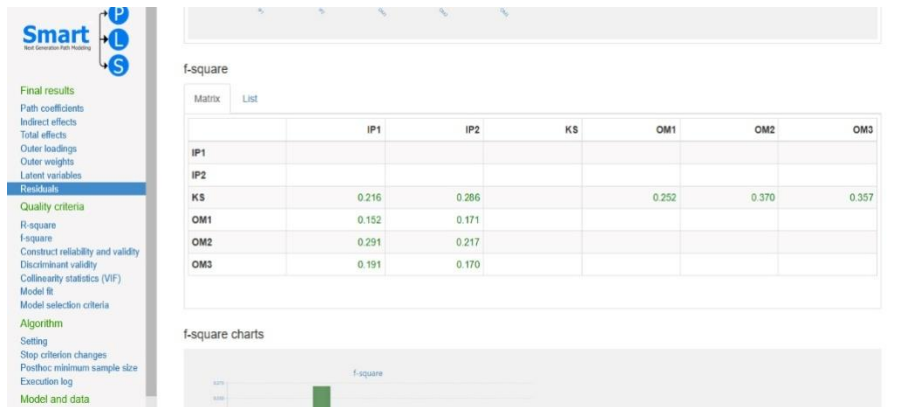 P
Smart
L
Next Generation Path Modeling
S
Final results
Path coefficients
Indirect effects
Total effects
Outer loadings
Outer weights
Latent variables
Residuals
Quality criteria
R-square
f-square
Construct reliability and validity
Discriminant validity
Collinearity statistics (VIF)
Model fit
Model selection criteria
Algorithm
Setting
Stop criterion changes
Posthoc minimum sample size
Execution log
Model and data
f-square
Matrix List
IP1 IP2 KS OM1 OM2 OM3
IP1
IP2
KS 0.216 0.286 0.252 0.370 0.357
OM1 0.152 0.171
OM2 0.291 0.217
OM3 0.191 0.170
f-square charts
f-square